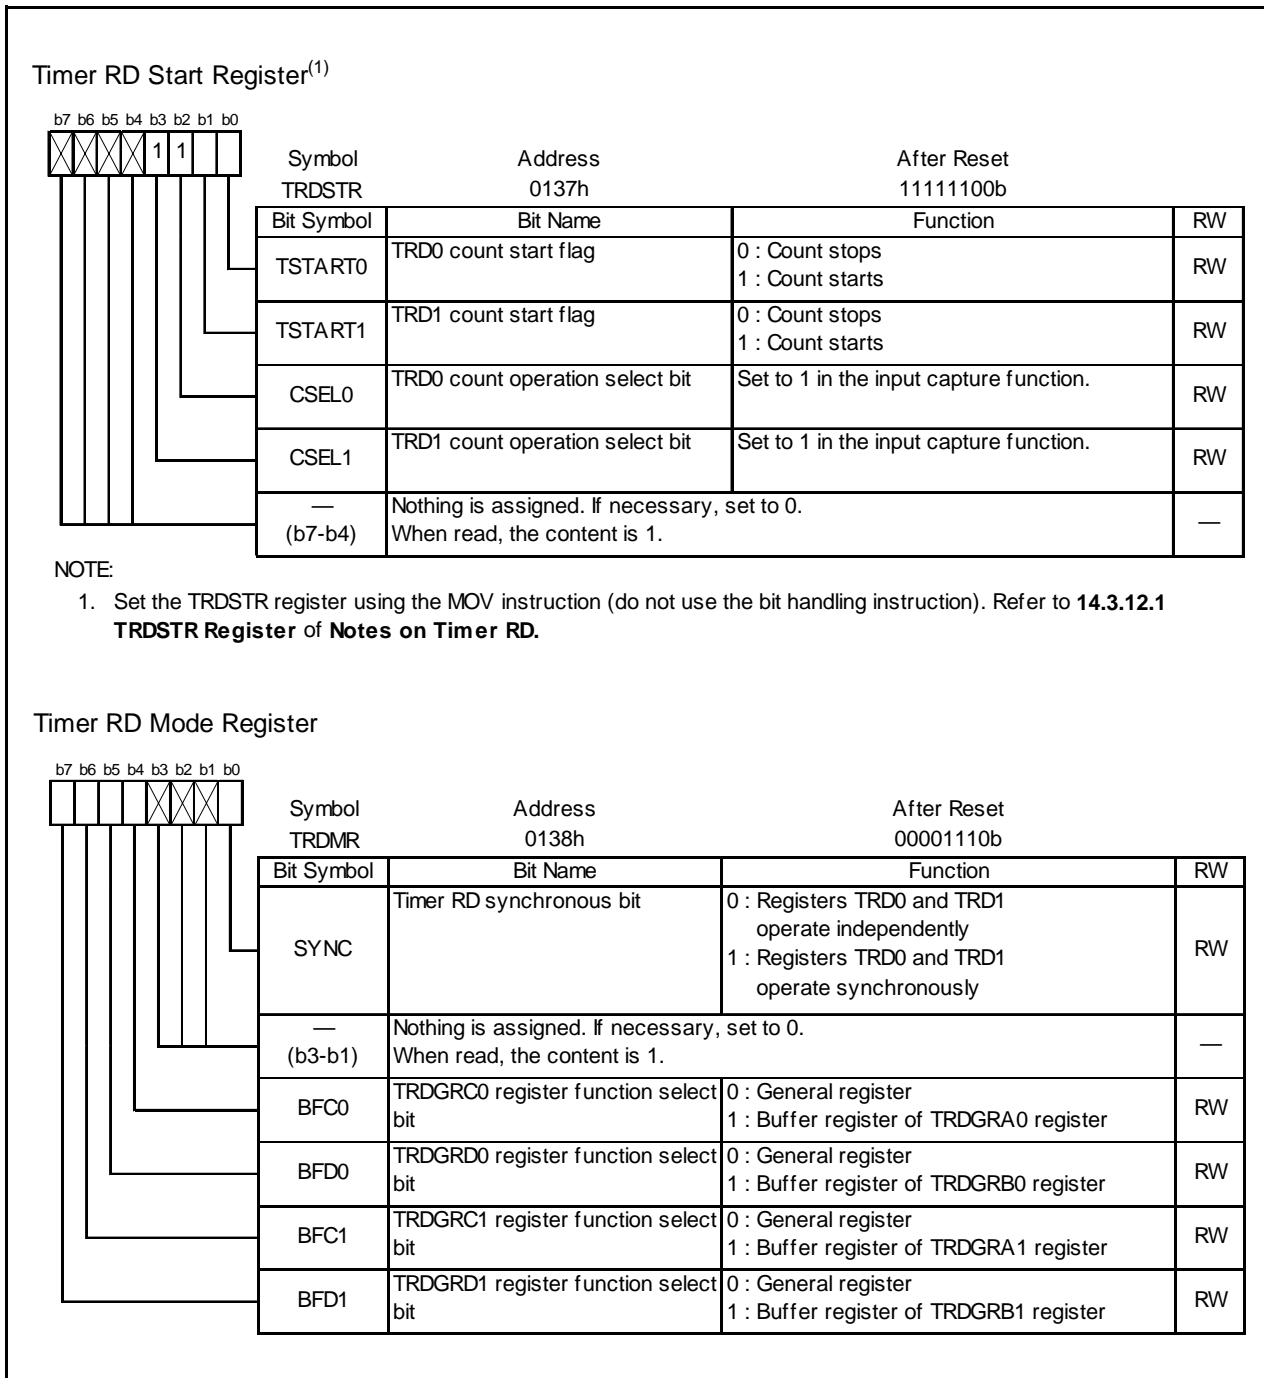 Timer RD Start Register(1)
b7 b6 b5 b4 b3 b2 b1 b0
1 1
Symbol Address After Reset
TRDSTR 0137h 11111100b
Bit Symbol Bit Name Function RW
TSTART0 TRD0 count start flag 0 : Count stops RW
1 : Count starts
TSTART1 TRD1 count start flag 0 : Count stops RW
1 : Count starts
CSEL0 TRD0 count operation select bit Set to 1 in the input capture function. RW
CSEL1 TRD1 count operation select bit Set to 1 in the input capture function. RW
— Nothing is assigned. If necessary, set to 0. —
(b7-b4) When read, the content is 1.
NOTE:
1. Set the TRDSTR register using the MOV instruction (do not use the bit handling instruction). Refer to 14.3.12.1
TRDSTR Register of Notes on Timer RD.
Timer RD Mode Register
b7 b6 b5 b4 b3 b2 b1 b0
Symbol Address After Reset
TRDMR 0138h 00001110b
Bit Symbol Bit Name Function RW
SYNC Timer RD synchronous bit 0 : Registers TRD0 and TRD1 RW
operate independently
1 : Registers TRD0 and TRD1
operate synchronously
— Nothing is assigned. If necessary, set to 0. —
(b3-b1) When read, the content is 1.
BFC0 TRDGRC0 register function select 0 : General register RW
bit 1 : Buffer register of TRDGRA0 register
BFD0 TRDGRD0 register function select 0 : General register RW
bit 1 : Buffer register of TRDGRB0 register
BFC1 TRDGRC1 register function select 0 : General register RW
bit 1 : Buffer register of TRDGRA1 register
BFD1 TRDGRD1 register function select 0 : General register RW
bit 1 : Buffer register of TRDGRB1 register